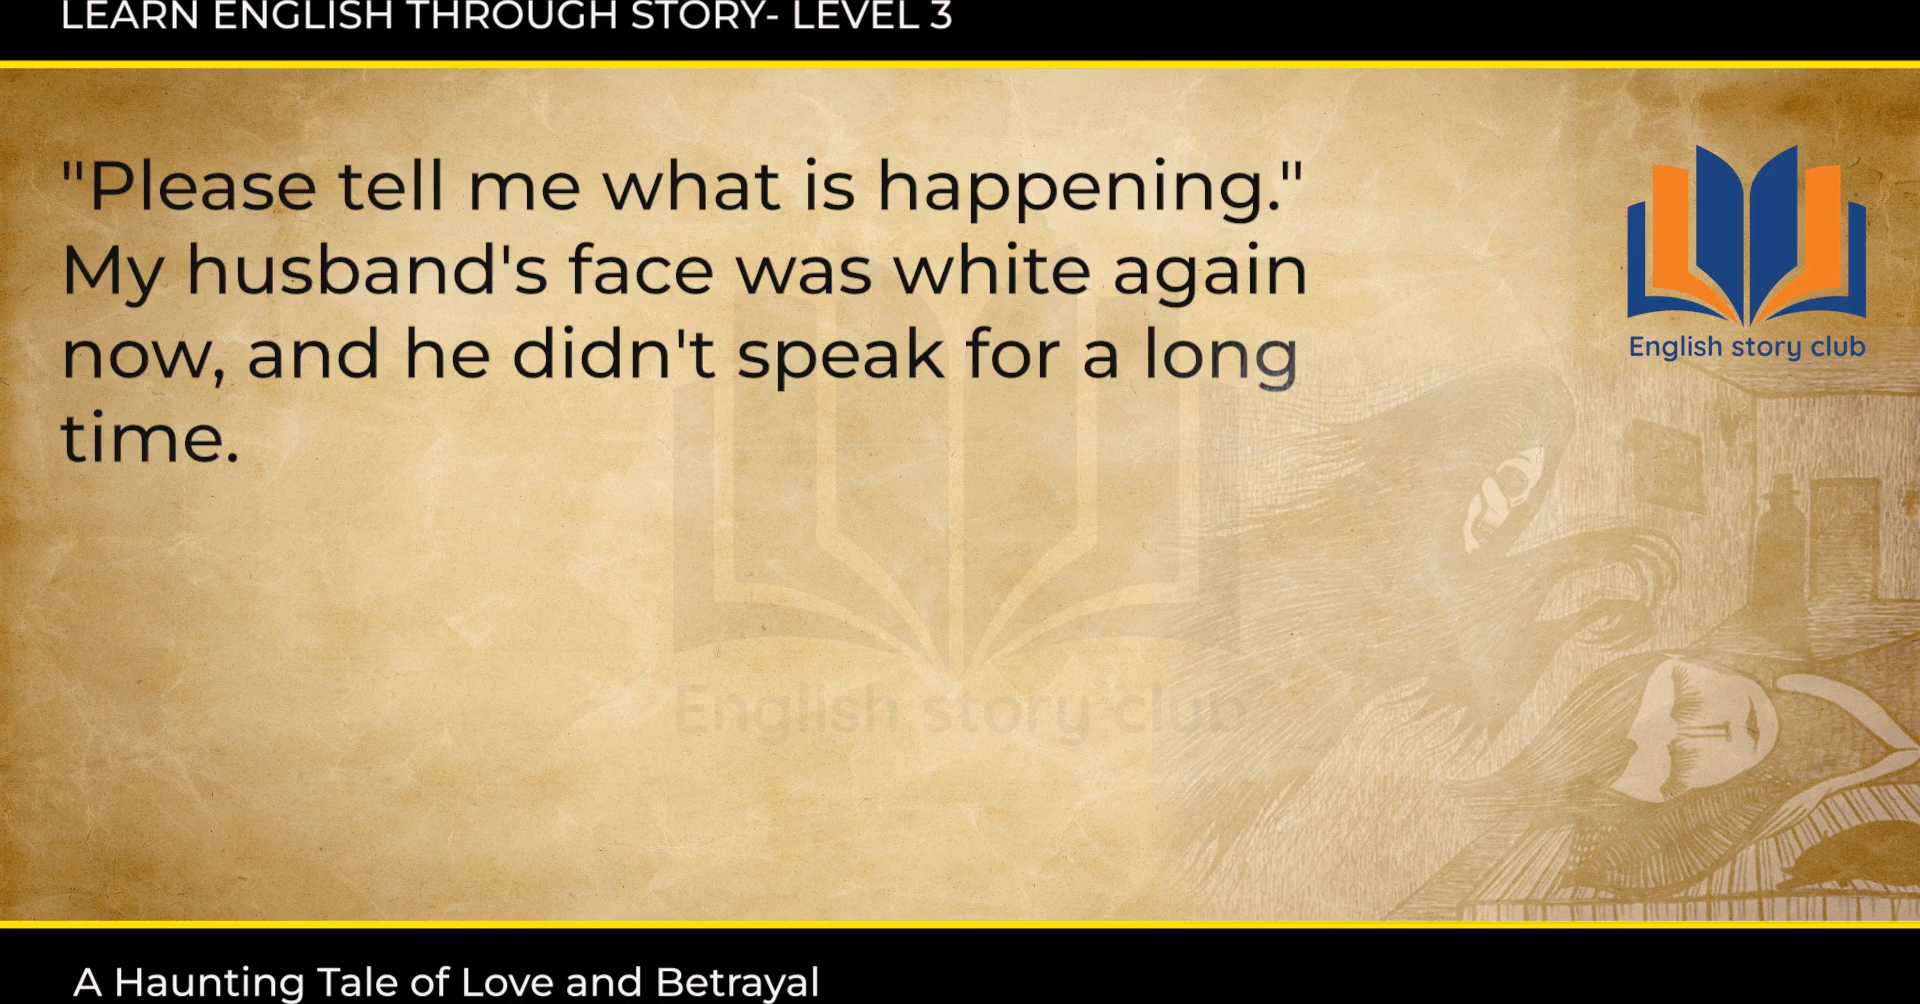 LEARN ENGLISH THROUGH STORY- LEVEL 3
"Please tell me what is happening."
My husband's face was white again
now, and he didn't speak for a long
time.
English story club
English story club
A Haunting Tale of Love and Betrayal